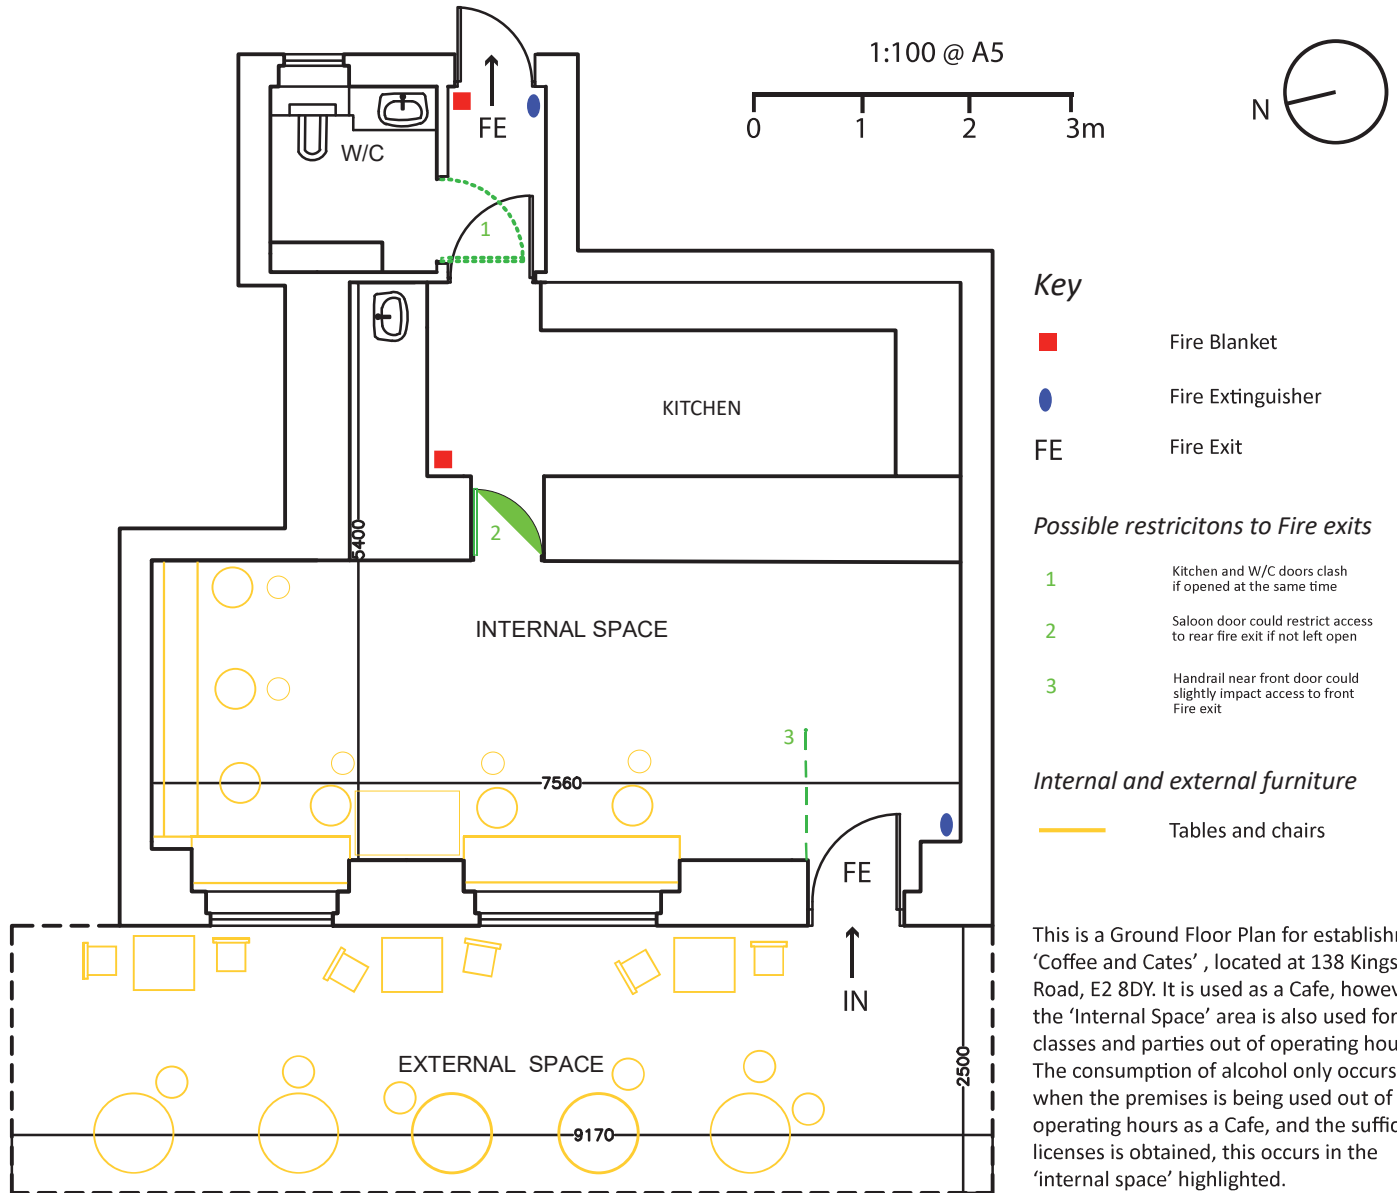 1:100 @ A5
0 1 2 3m
N
FE
W/C
1
Key
Fire Blanket
KITCHEN
Fire Extinguisher
FE Fire Exit
Possible restricitons to Fire exits
2
5400
1 Kitchen and W/C doors clash
if opened at the same time
2 Saloon door could restrict access
to rear fire exit if not left open
INTERNAL SPACE
3 Handrail near front door could
slightly impact access to front
Fire exit
3
7560
Internal and external furniture
Tables and chairs
FE
IN
EXTERNAL SPACE
2500
9170
This is a Ground Floor Plan for
‘Coffee and Cates’ , located at 138
Road, E2 8DY. It is used as a Cafe,
the ‘Internal Space’ area is also used for
classes and parties out of operating
The consumption of alcohol only occurs
when the premises is being used out of
operating hours as a Cafe, and the
licenses is obtained, this occurs in the
‘internal space’ highlighted.